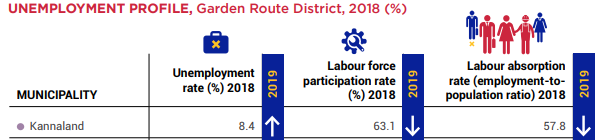 UNEMPLOYMENT PROFILE, Garden Route District, 2018 (%)
MUNICIPALITY
Unemployment
rate (%) 2018
2019
Labour force
participation rate
(%) 2018
2019
Labour absorption
rate (employment-to-
population ratio) 2018
2019
Kannaland 8.4 63.1 57.8